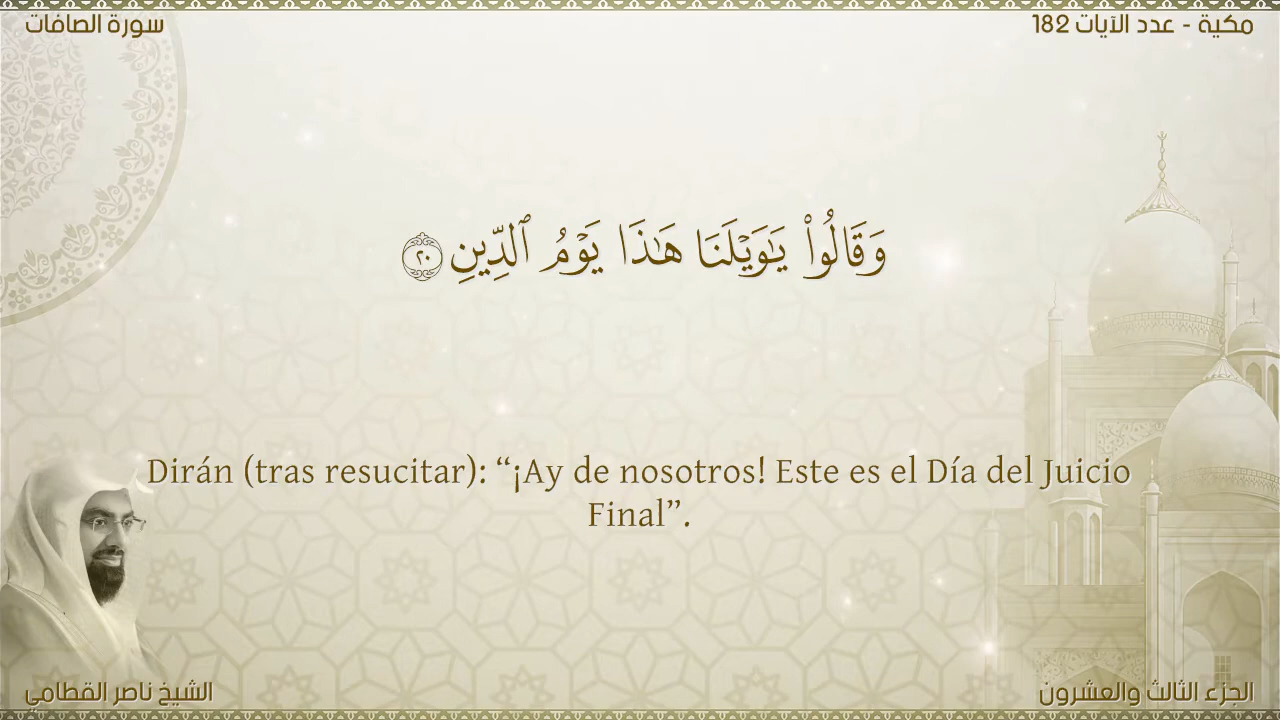 سورة الصافات
مكية - عدد الآيات 182
وَقَالُوا۟ يَـٰوَيْلَنَا هَـٰذَا يَوْمُ ٱلدِّينِ ٢٠
Dirán (tras resucitar): “¡Ay de nosotros! Este es el Día del Juicio
Final”.
الشيخ ناصر القطامي
الجزء الثالث والعشرون